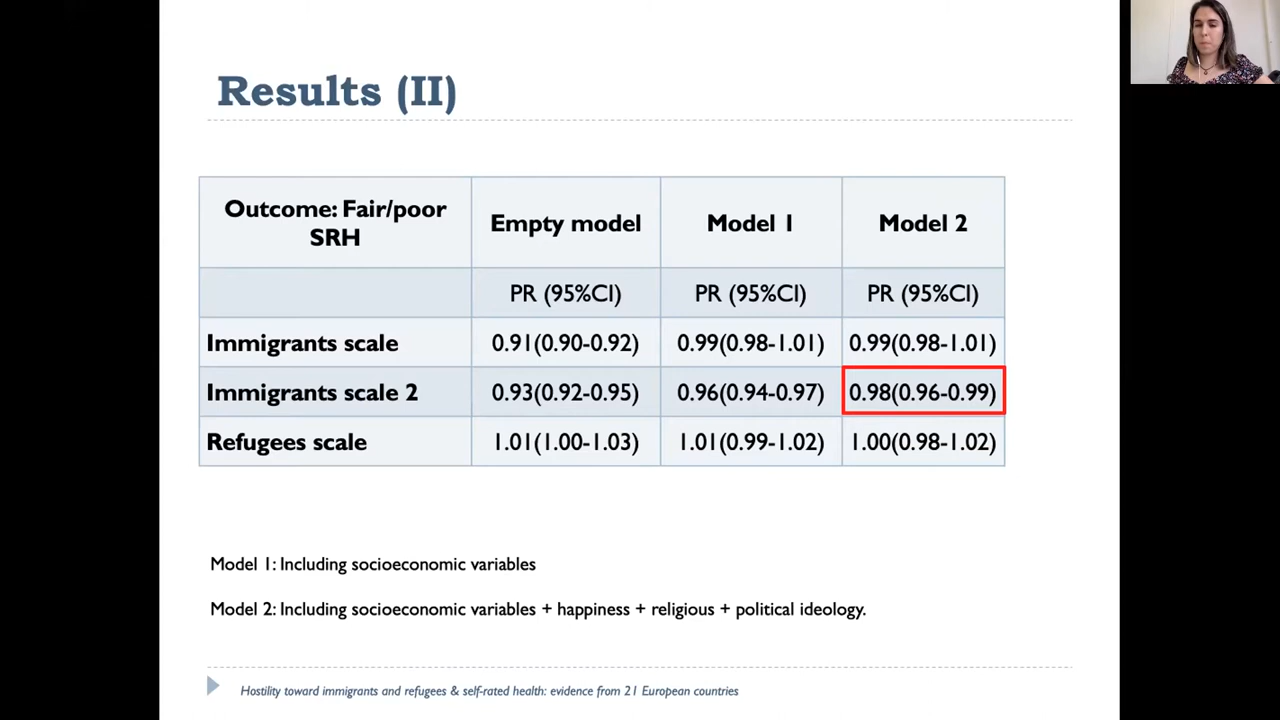 Results (II)
Outcome: Fair/poor SRH Empty model Model 1 Model 2
PR (95%CI) PR (95%CI) PR (95%CI)
Immigrants scale 0.91(0.90-0.92) 0.99(0.98-1.01) 0.99(0.98-1.01)
Immigrants scale 2 0.93(0.92-0.95) 0.96(0.94-0.97) 0.98(0.96-0.99)
Refugees scale 1.01(1.00-1.03) 1.01(0.99-1.02) 1.00(0.98-1.02)
Model 1: Including socioeconomic variables
Model 2: Including socioeconomic variables + happiness + religious + political ideology.
Hostility toward immigrants and refugees & self-rated health: evidence from 21 European countries